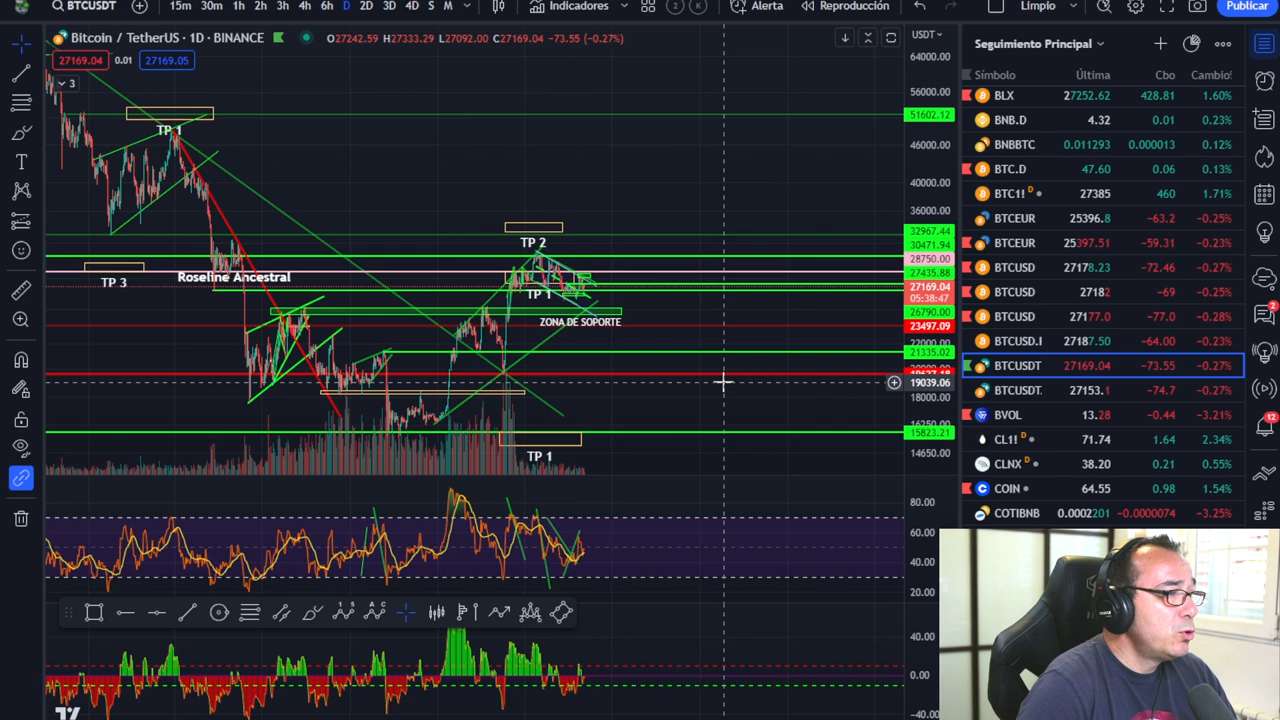 BTCUSDT 15m 30m 1h 2h 3h 4h 6h D 2D 3D 4D S M Indicadores Alerta Reproducción Limpio Publicar
Bitcoin / TetherUS · 1D · BINANCE O27242.59 H27333.29 L27092.00 C27169.04 −73.55 (−0.27%)
27169.04 0.01 27169.05
3
TP 1
TP 2
TP 3
Roseline Ancestral
TP 1
ZONA DE SOPORTE
TP 1
USDT
64000.00
56000.00
51602.12
46000.00
40000.00
36000.00
32967.44
30471.94
28750.00
27435.88
27169.04
05:38:47
26790.00
23497.09
22000.00
21335.02
19039.06
18000.00
15823.21
14650.00
80.00
60.00
40.00
20.00
40.00
0.00
−40.00
Seguimiento Principal
Símbolo Última Cbo Cambio%
BLX 27252.62 428.81 1.60%
BNB.D 4.32 0.01 0.23%
BNBBTC 0.011293 0.000013 0.12%
BTC.D 47.60 0.06 0.13%
BTC1! D 27385 460 1.71%
BTCEUR 25396.8 −63.2 −0.25%
BTCEUR 25397.51 −59.31 −0.23%
BTCUSD 27178.23 −72.46 −0.27%
BTCUSD 27182 −69 −0.25%
BTCUSD 27177.0 −77.0 −0.28%
BTCUSD.I 27187.50 −64.00 −0.23%
BTCUSDT 27169.04 −73.55 −0.27%
BTCUSDT. 27153.1 −74.7 −0.27%
BVOL 13.28 −0.44 −3.21%
CL1! D 71.74 1.64 2.34%
CLNX D 38.20 0.21 0.55%
COIN 64.55 0.98 1.54%
COTIBNB 0.0002201 −0.0000074 −3.25%
2
12